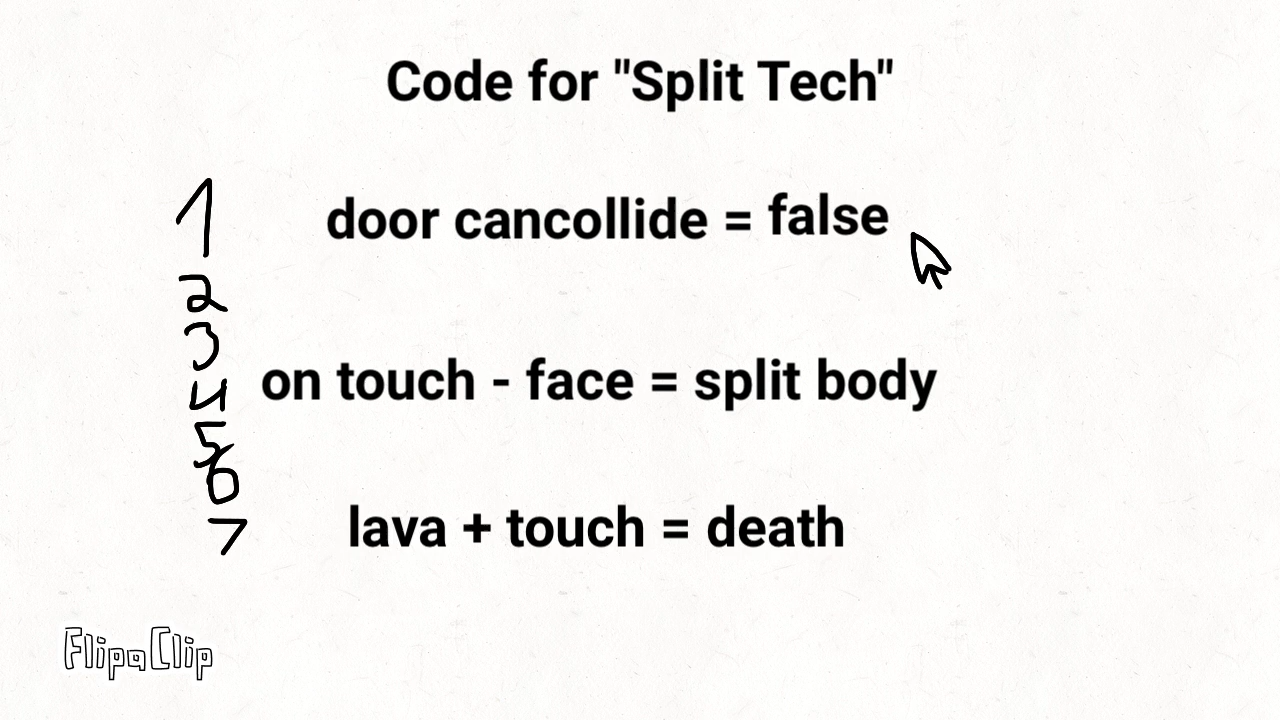 Code for "Split Tech"
1
door cancollide = false
2
3
on touch - face = split body
4
5
6
lava + touch = death
7
FlipaClip